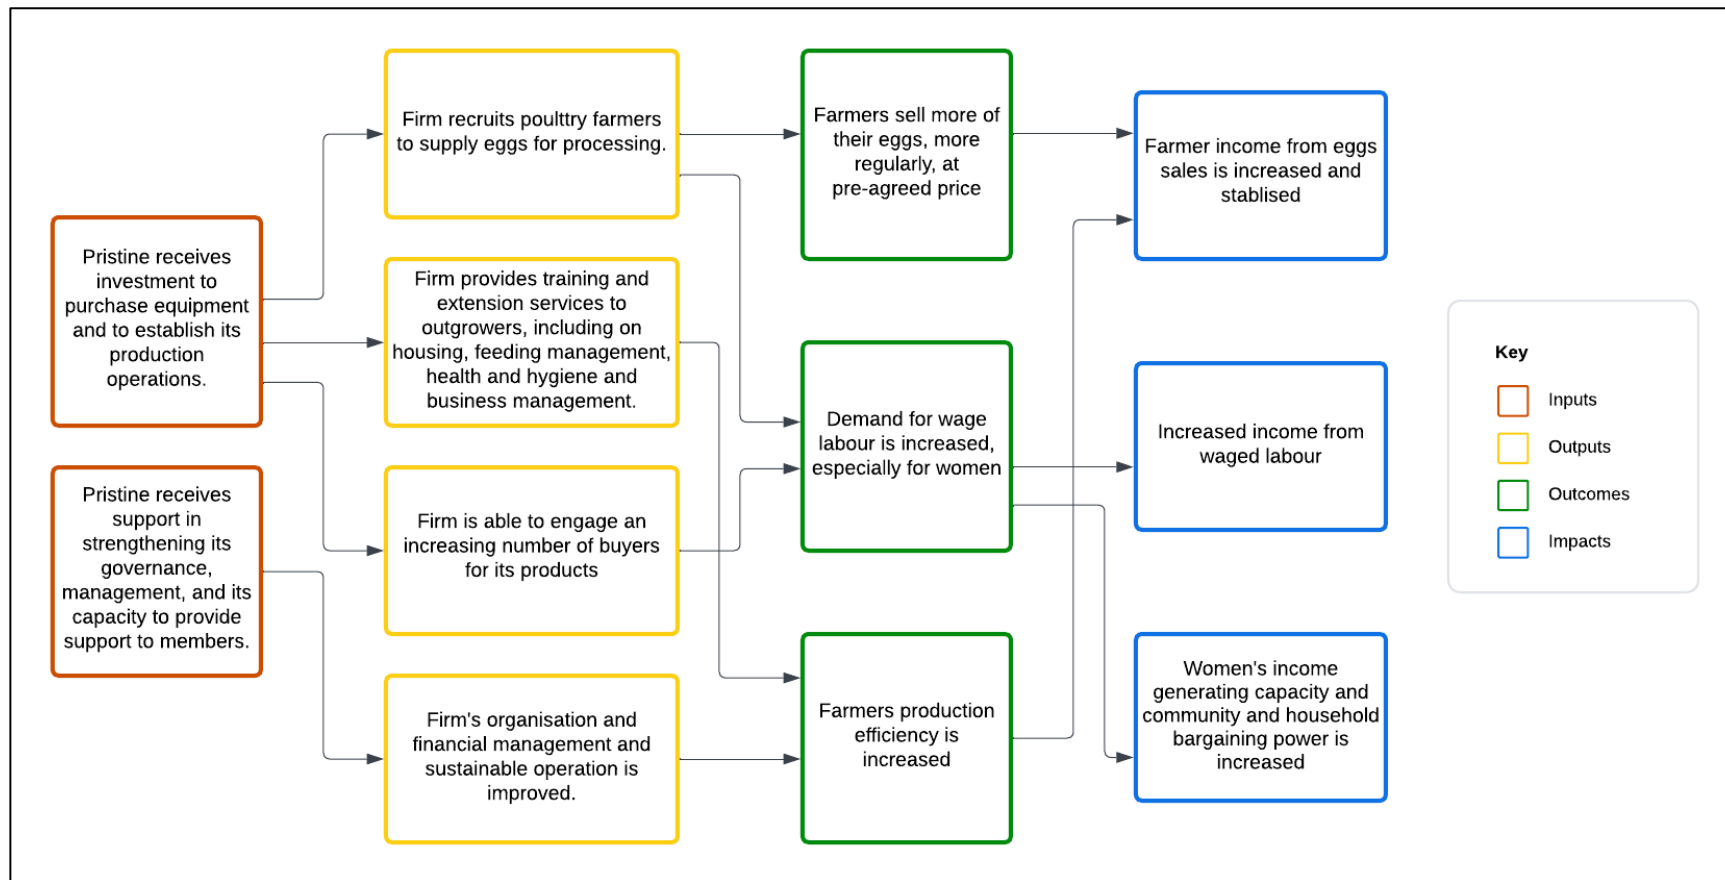 Pristine receives
investment to
purchase equipment
and to establish its
production
operations.
Pristine receives
support in
strengthening its
governance,
management, and its
capacity to provide
support to members.
Firm recruits poulttry farmers
to supply eggs for processing.
Firm provides training and
extension services to
outgrowers, including on
housing, feeding management,
health and hygiene and
business management.
Firm is able to engage an
increasing number of buyers
for its products
Firm's organisation and
financial management and
sustainable operation is
improved.
Farmers sell more of
their eggs, more
regularly, at
pre-agreed price
Demand for wage
labour is increased,
especially for women
Farmers production
efficiency is
increased
Farmer income from eggs
sales is increased and
stablised
Increased income from
waged labour
Women's income
generating capacity and
community and household
bargaining power is
increased
Key
Inputs
Outputs
Outcomes
Impacts